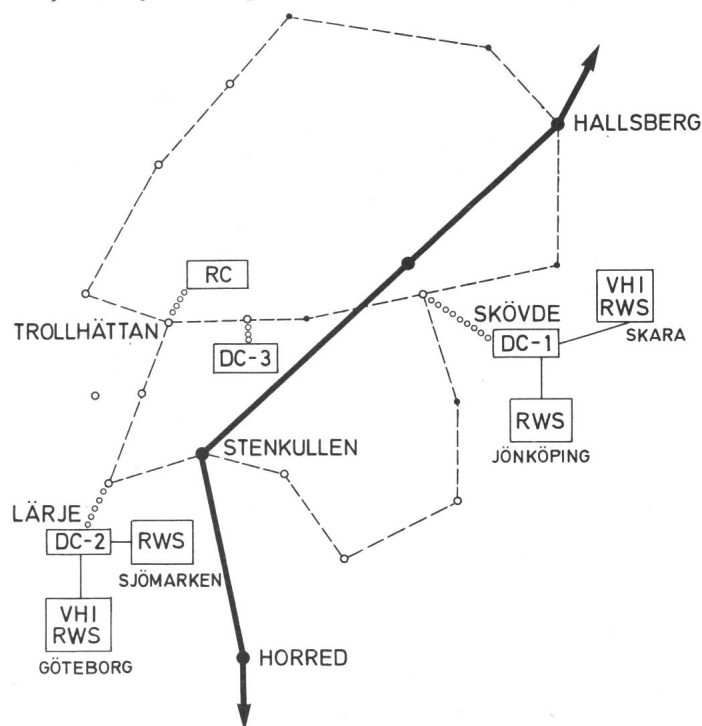 HALLSBERG
RC
TROLLHÄTTAN
DC-3
SKÖVDE
DC-1
VHI
RWS
SKARA
RWS
JÖNKÖPING
STENKULLEN
LÄRJE
DC-2
RWS
SJÖMARKEN
VHI
RWS
GÖTEBORG
HORRED